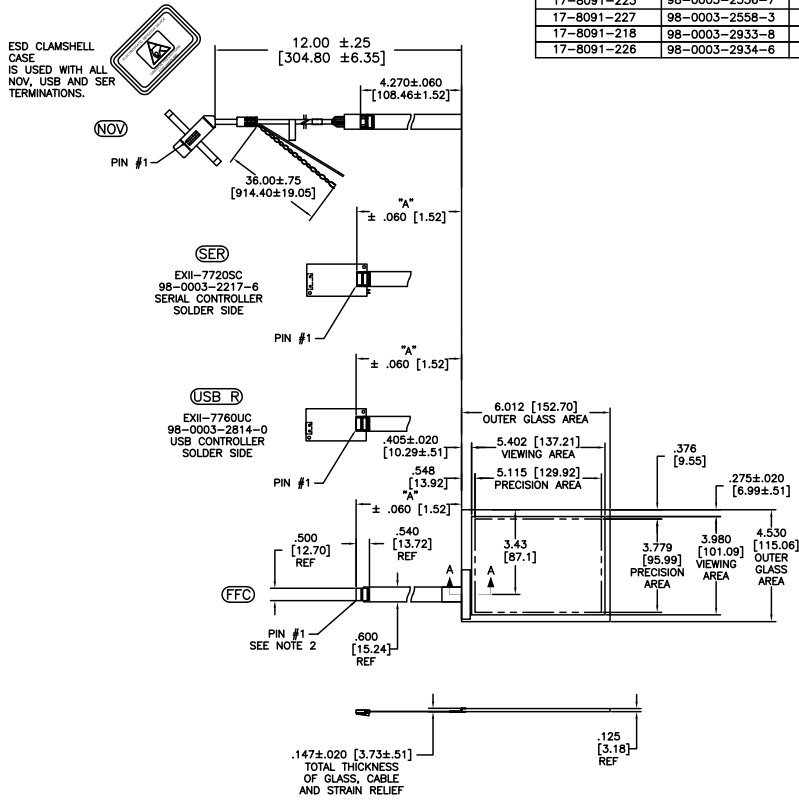 17-8091-225 98-0003-2556-7
17-8091-227 98-0003-2558-3
17-8091-218 98-0003-2933-8
17-8091-226 98-0003-2934-6
ESD CLAMSHELL
CASE
IS USED WITH ALL
NOV, USB AND SER
TERMINATIONS.
12.00 ±.25
[304.80 ±6.35]
4.270±.060
[108.46±1.52]
NOV
PIN #1
36.00±.75
[914.40±19.05]
"A"
± .060 [1.52]
SER
EXII-7720SC
98-0003-2217-6
SERIAL CONTROLLER
SOLDER SIDE
PIN #1
"A"
± .060 [1.52]
USB R
EXII-7760UC
98-0003-2814-0
USB CONTROLLER
SOLDER SIDE
PIN #1
6.012 [152.70]
OUTER GLASS AREA
.405±.020
[10.29±.51]
5.402 [137.21]
VIEWING AREA
.376
[9.55]
.548
[13.92]
5.115 [129.92]
PRECISION AREA
.275±.020
[6.99±.51]
"A"
± .060 [1.52]
.500
[12.70]
REF
.540
[13.72]
REF
3.43
[87.1]
A A
3.779
[95.99]
PRECISION
AREA
3.980
[101.09]
VIEWING
AREA
4.530
[115.06]
OUTER
GLASS
AREA
FFC
PIN #1
SEE NOTE 2
.600
[15.24]
REF
.147±.020 [3.73±.51]
TOTAL THICKNESS
OF GLASS, CABLE
AND STRAIN RELIEF
.125
[3.18]
REF